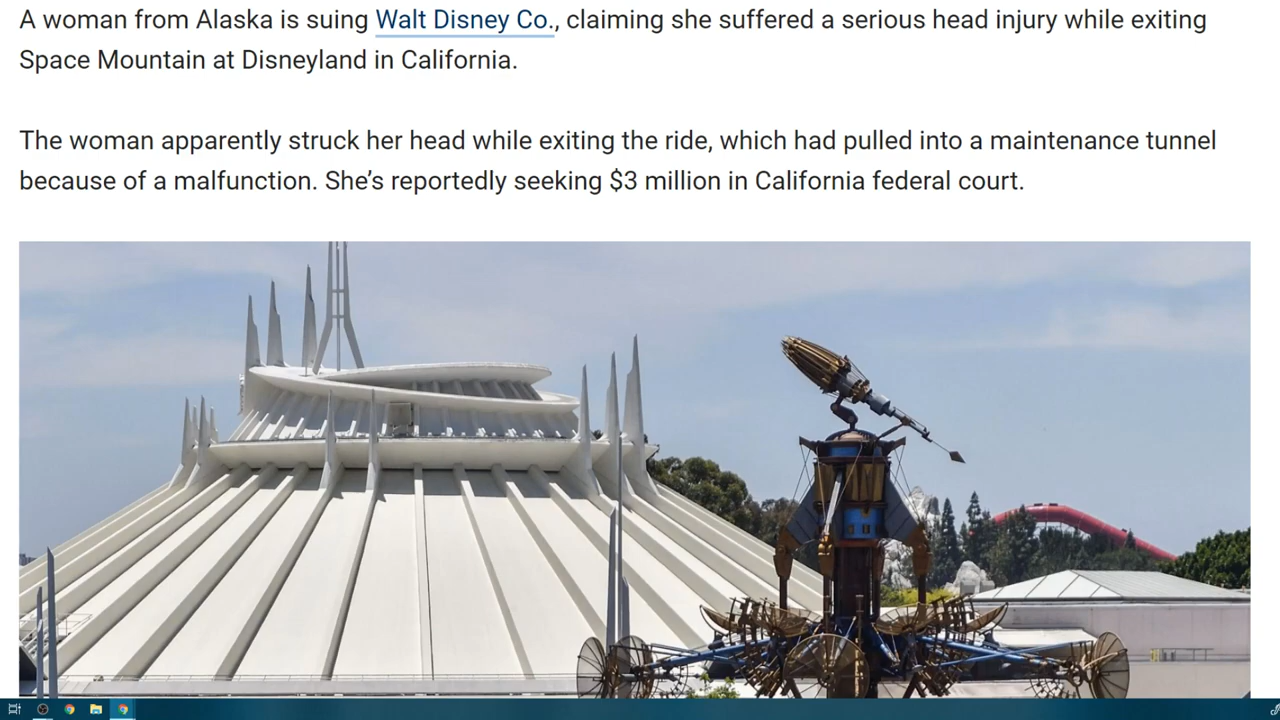 A woman from Alaska is suing Walt Disney Co., claiming she suffered a serious head injury while exiting
Space Mountain at Disneyland in California.
The woman apparently struck her head while exiting the ride, which had pulled into a maintenance tunnel
because of a malfunction. She’s reportedly seeking $3 million in California federal court.